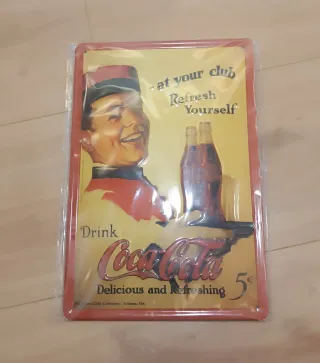 - at your club
Refresh
Yourself
Drink
Coca-Cola
Delicious and Refreshing
5¢